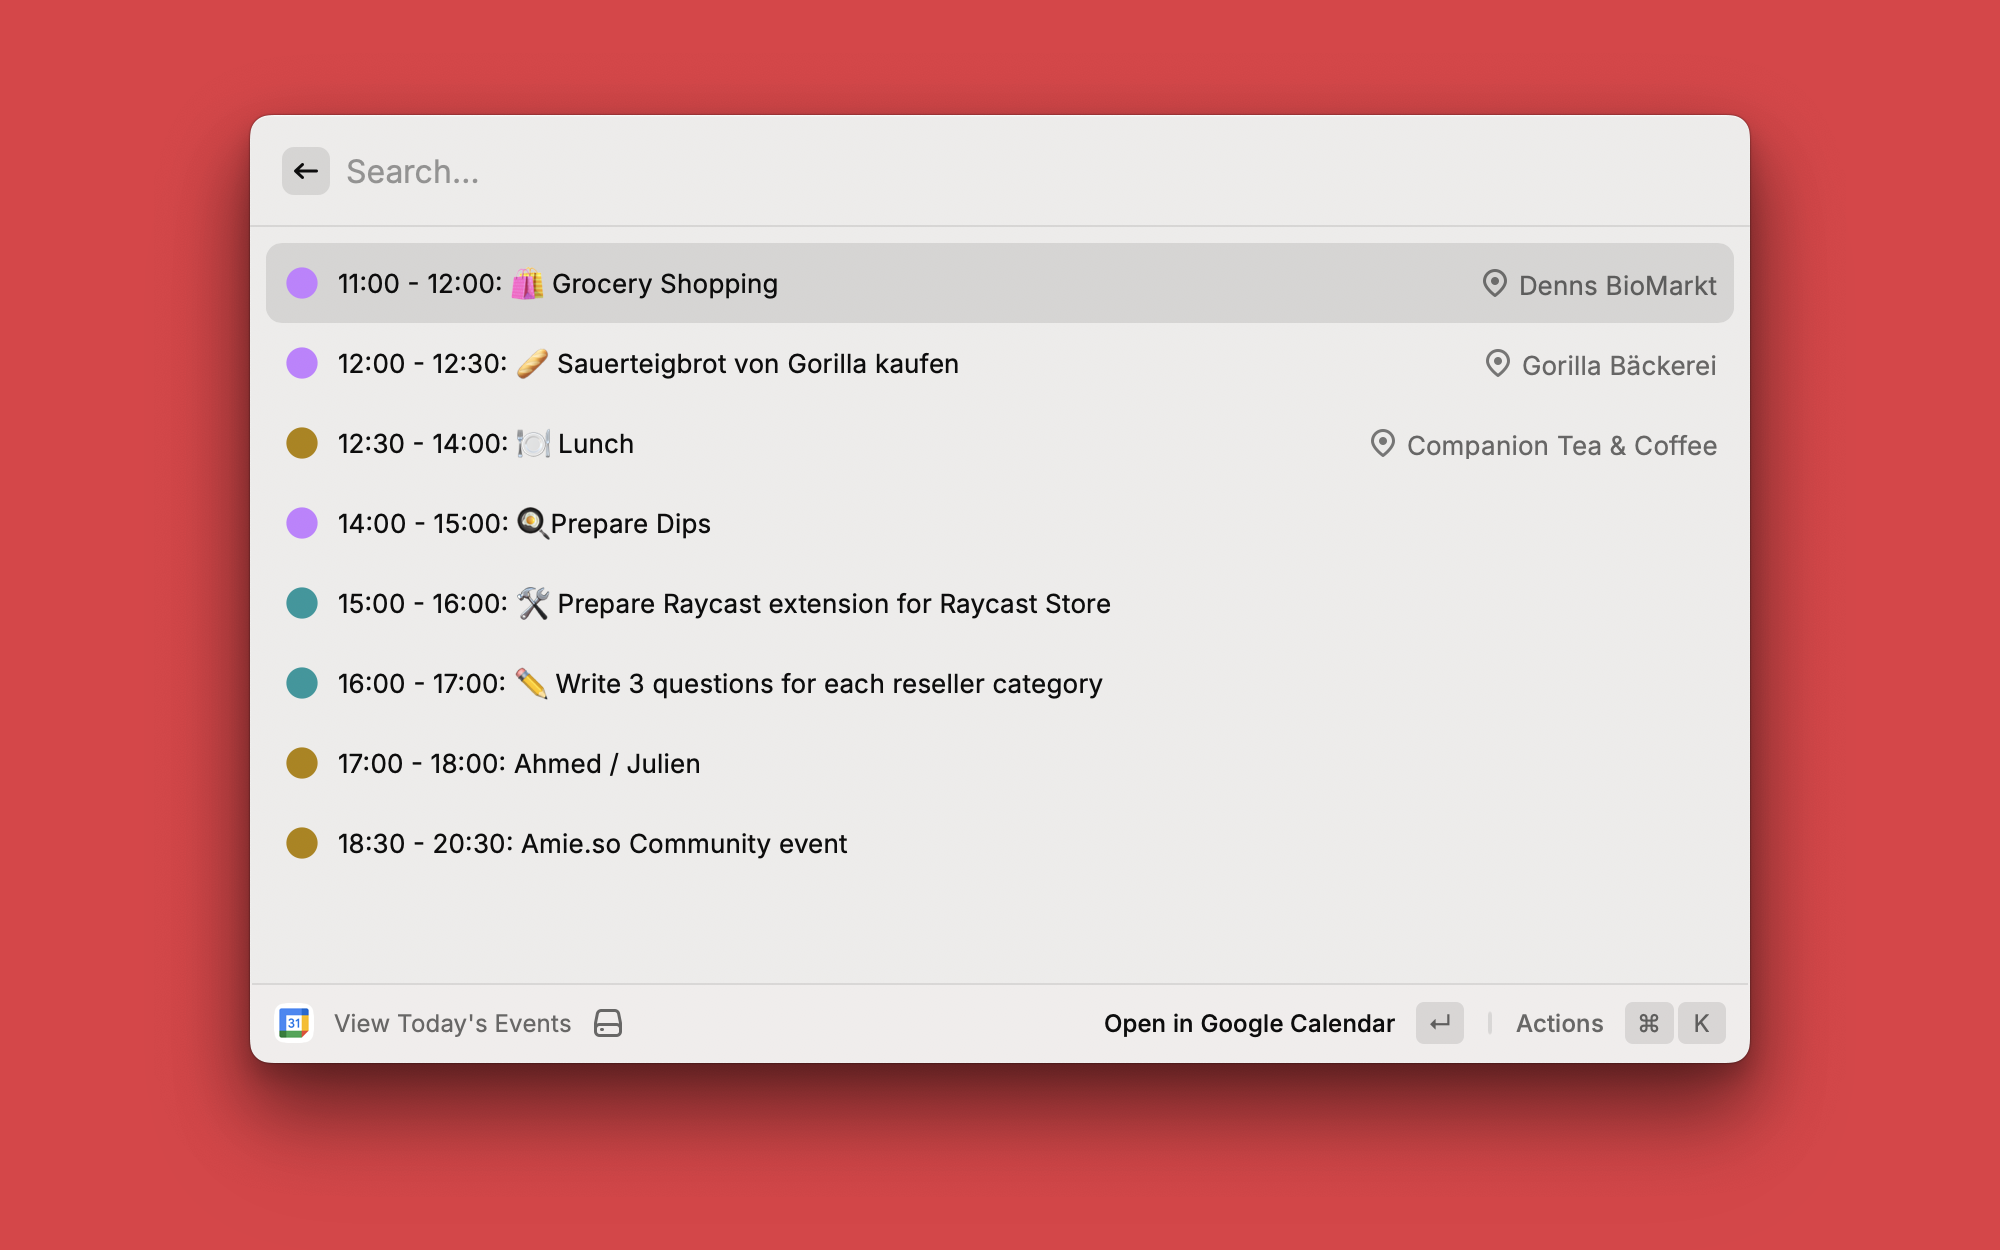 Search...
11:00 - 12:00: 🛍️ Grocery Shopping Denns BioMarkt
12:00 - 12:30: 🥖 Sauerteigbrot von Gorilla kaufen Gorilla Bäckerei
12:30 - 14:00: 🍽️ Lunch Companion Tea & Coffee
14:00 - 15:00: 🍳Prepare Dips
15:00 - 16:00: 🛠️ Prepare Raycast extension for Raycast Store
16:00 - 17:00: ✏️ Write 3 questions for each reseller category
17:00 - 18:00: Ahmed / Julien
18:30 - 20:30: Amie.so Community event
31 View Today's Events Open in Google Calendar ↵ Actions ⌘ K